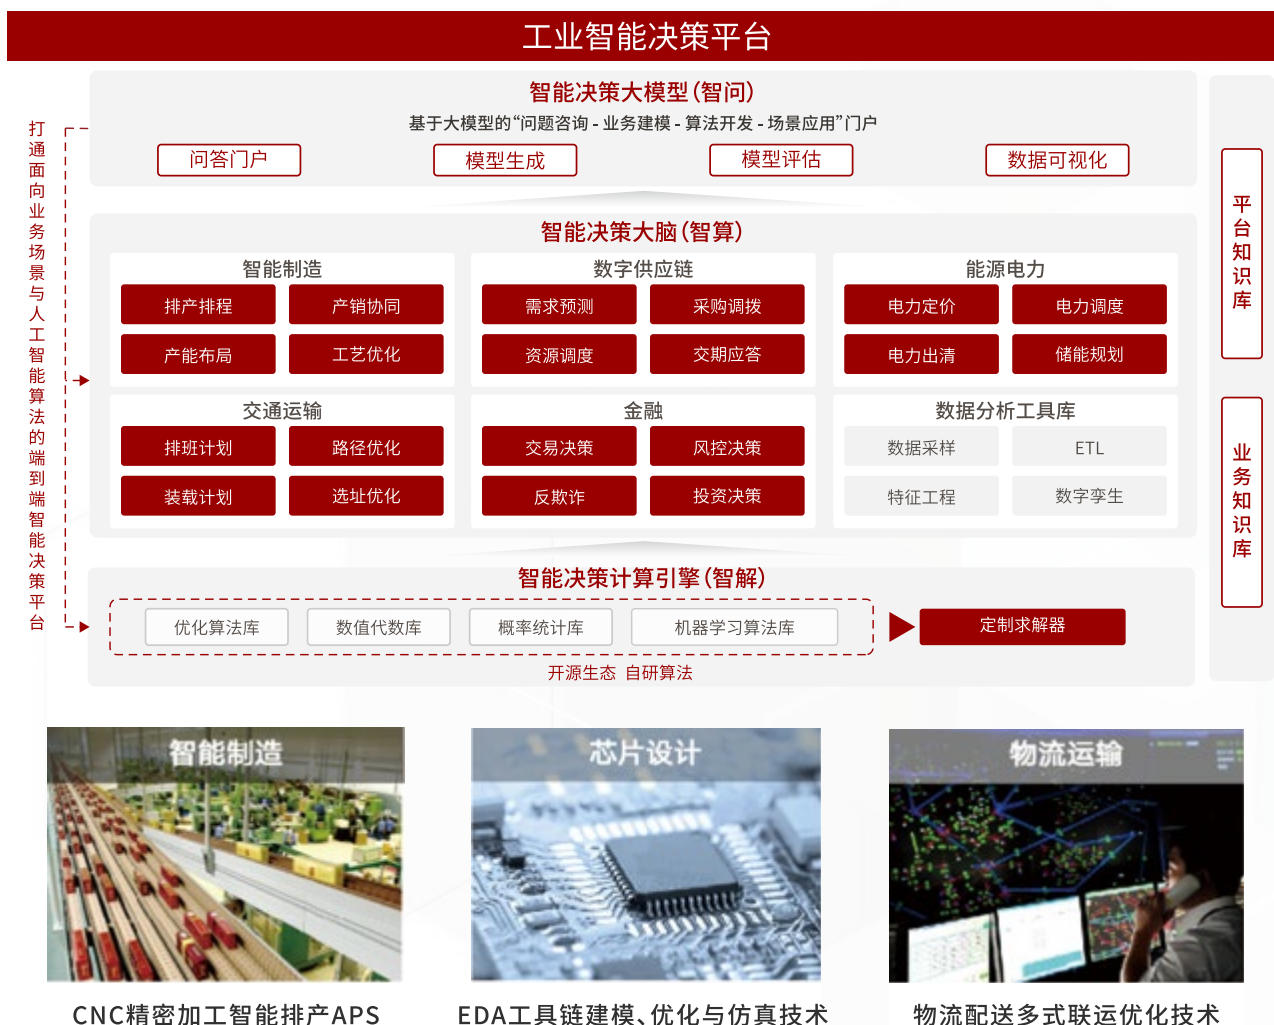 工业智能决策平台
智能决策大模型（智问）
基于大模型的“问题咨询 - 业务建模 - 算法开发 - 场景应用”门户
问答门户
模型生成
模型评估
数据可视化
打通面向业务场景与人工智能算法的端到端智能决策平台
智能决策大脑（智算）
智能制造
排产排程
产销协同
产能布局
工艺优化
数字供应链
需求预测
采购调拨
资源调度
交期应答
能源电力
电力定价
电力调度
电力出清
储能规划
交通运输
排班计划
路径优化
装载计划
选址优化
金融
交易决策
风控决策
反欺诈
投资决策
数据分析工具库
数据采样
ETL
特征工程
数字孪生
智能决策计算引擎（智解）
优化算法库
数值代数库
概率统计库
机器学习算法库
定制求解器
开源生态 自研算法
平台知识库
业务知识库
智能制造
芯片设计
物流运输
CNC精密加工智能排产APS
EDA工具链建模、优化与仿真技术
物流配送多式联运优化技术